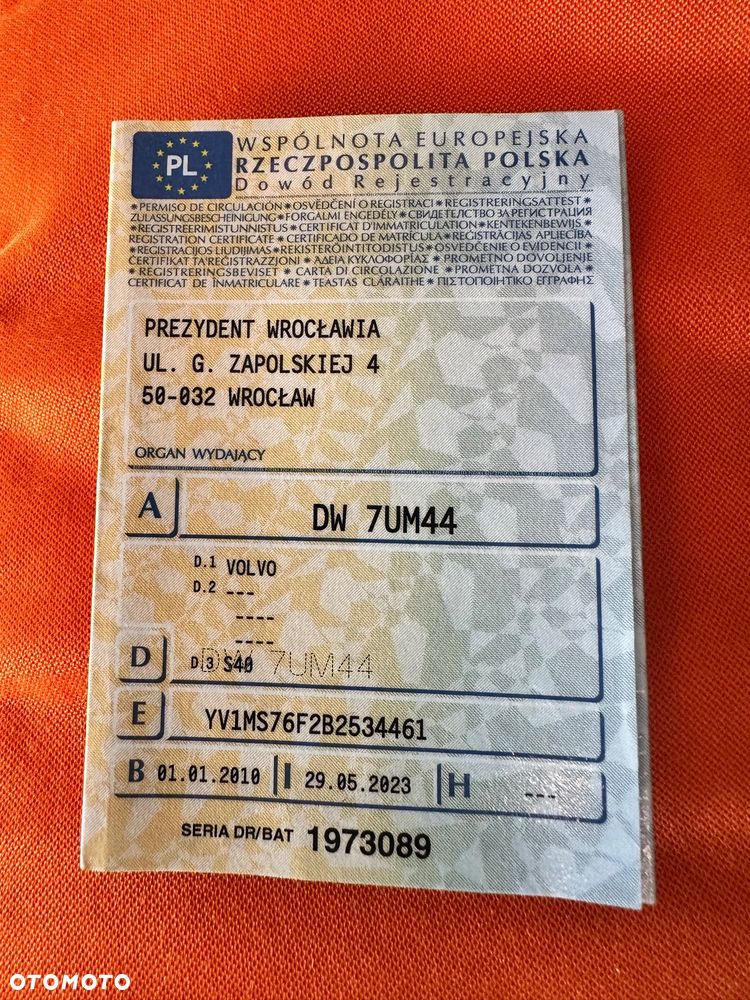 PL
WSPÓLNOTA EUROPEJSKA
RZECZPOSPOLITA POLSKA
Dowód Rejestracyjny
*PERMISO DE CIRCULACIÓN*OSVĚDČENÍ O REGISTRACI*REGISTRERINGSATTEST*
ZULASSUNGSBESCHEINIGUNG*FORGALMI ENGEDÉLY*СВИДЕТЕЛСТВО ЗА РЕГИСТРАЦИЯ
*REGISTREERIMISTUNNISTUS*CERTIFICAT D'IMMATRICULATION*KENTEKENBEWIJS*
REGISTRATION CERTIFICATE*CERTIFICADO DE MATRÍCULA*REĢISTRĀCIJAS APLIECĪBA
*REGISTRACIJOS LIUDIJIMAS*REKISTERÖINTITODISTUS*OSVEDČENIE O EVIDENCII*
ĊERTIFIKAT TA'REĠISTRAZZJONI*ΑΔΕΙΑ ΚΥΚΛΟΦΟΡΙΑΣ*PROMETNO DOVOLJENJE
*REGISTRERINGSBEVISET*CARTA DI CIRCOLAZIONE*PROMETNA DOZVOLA*
CERTIFICAT DE ÎNMATRICULARE*TEASTAS CLÁRAITHE*ΠΙΣΤΟΠΟΙΗΤΙΚΟ ΕΓΓΡΑΦΗΣ
PREZYDENT WROCŁAWIA
UL. G. ZAPOLSKIEJ 4
50-032 WROCŁAW
ORGAN WYDAJĄCY
A DW 7UM44
D.1 VOLVO
D.2 ---
----
----
D D.3 S40
DW 7UM44
E YV1MS76F2B2534461
B 01.01.2010 I 29.05.2023 H ---
SERIA DR/BAT 1973089
OTOMOTO